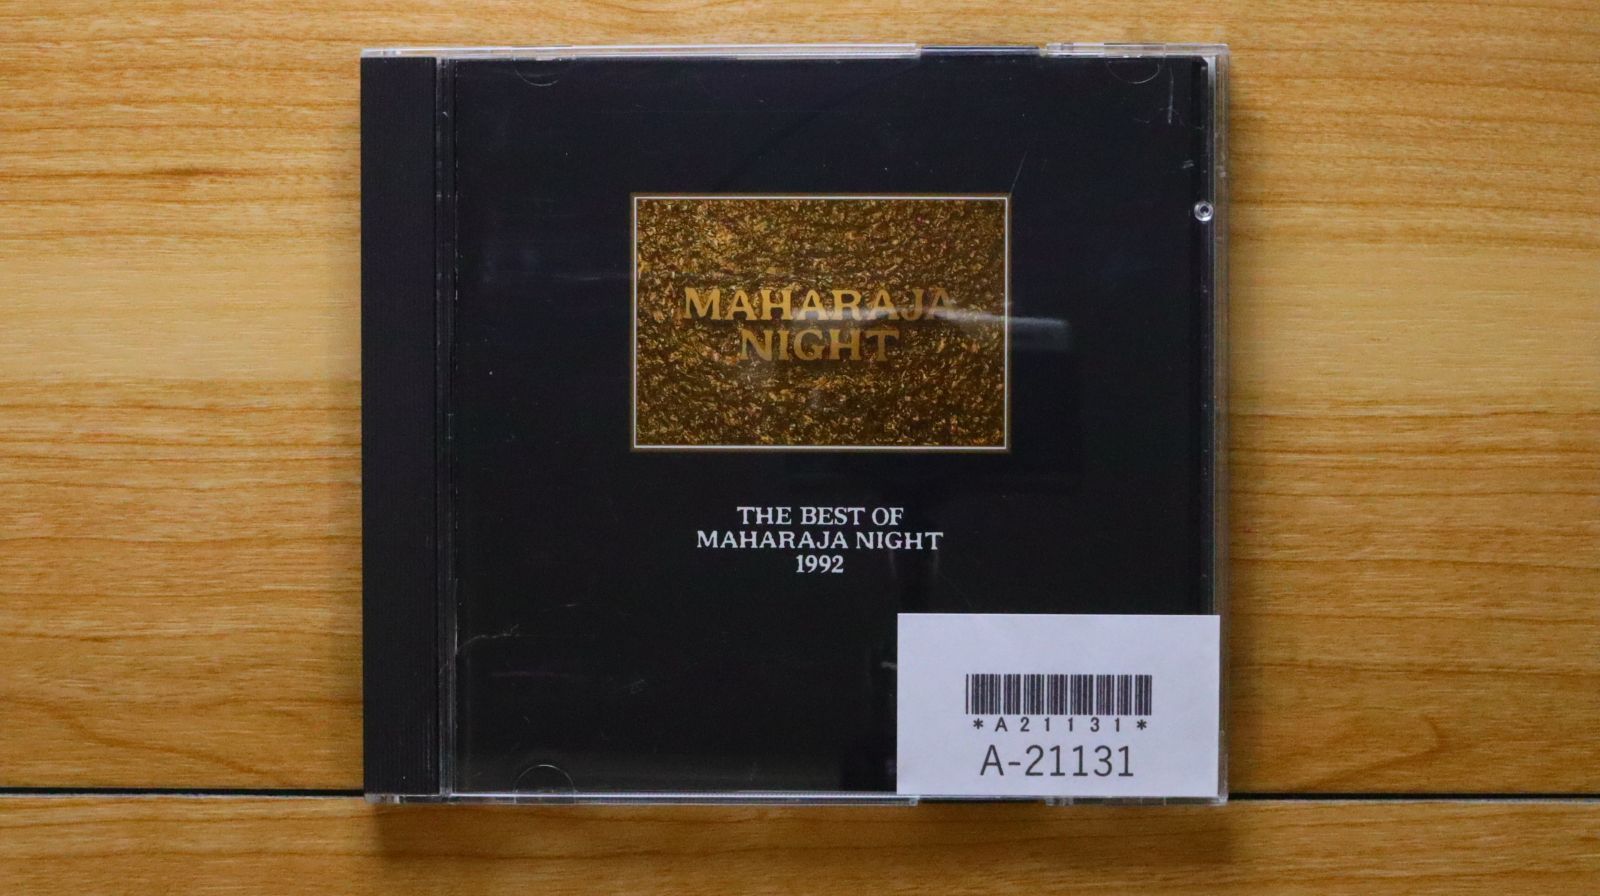 MAHARAJA
NIGHT
THE BEST OF
MAHARAJA NIGHT
1992
*A21131*
A-21131